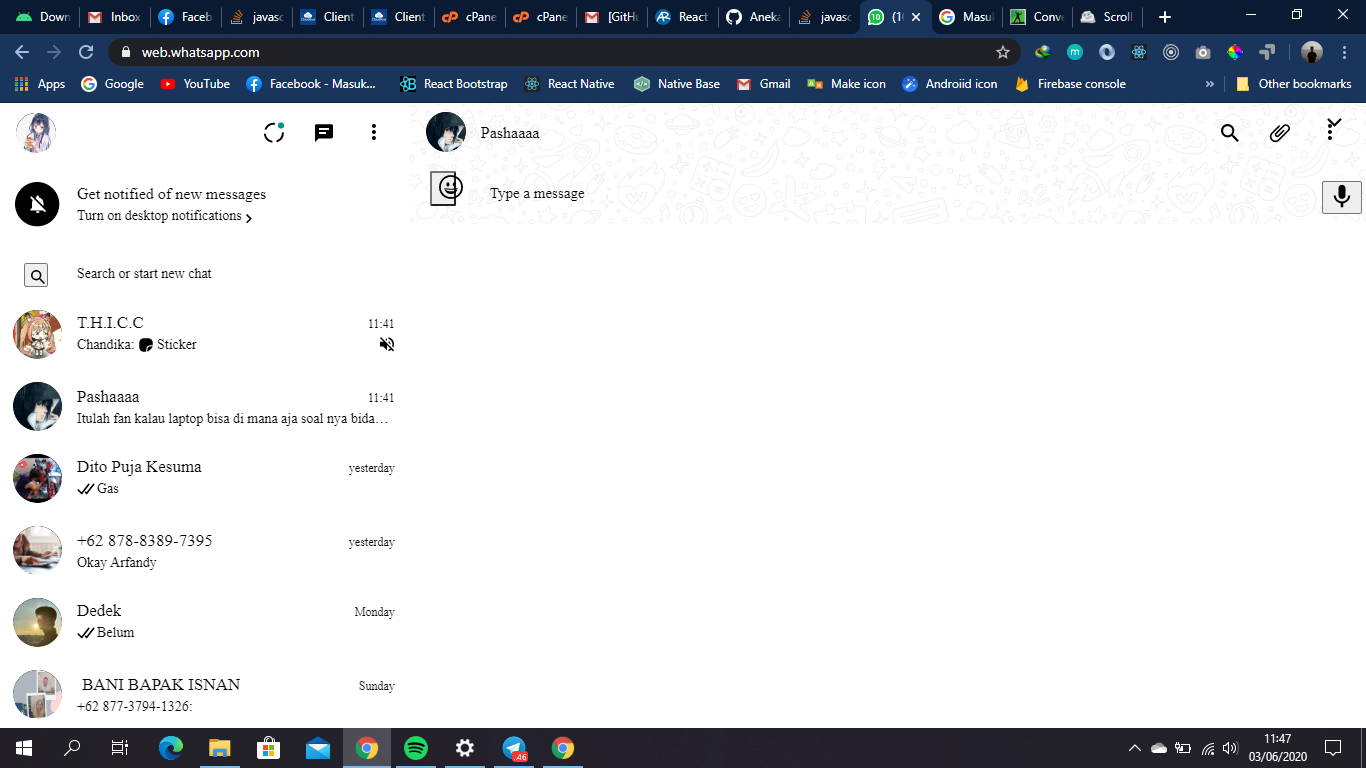 Down
Inbox
Faceb
javasc
Client
Client
cPane
cPane
[GitHu
React
Aneka
javasc
(1
Masul
Conve
Scroll
web.whatsapp.com
Apps
Google
YouTube
Facebook - Masuk...
React Bootstrap
React Native
Native Base
Gmail
Make icon
Androiid icon
Firebase console
»
Other bookmarks
Pashaaaa
Get notified of new messages
Turn on desktop notifications
Type a message
Search or start new chat
T.H.I.C.C 11:41
Chandika: Sticker
Pashaaaa 11:41
Itulah fan kalau laptop bisa di mana aja soal nya bida…
Dito Puja Kesuma yesterday
Gas
+62 878-8389-7395 yesterday
Okay Arfandy
Dedek Monday
Belum
BANI BAPAK ISNAN Sunday
+62 877-3794-1326:
46
11:47
03/06/2020